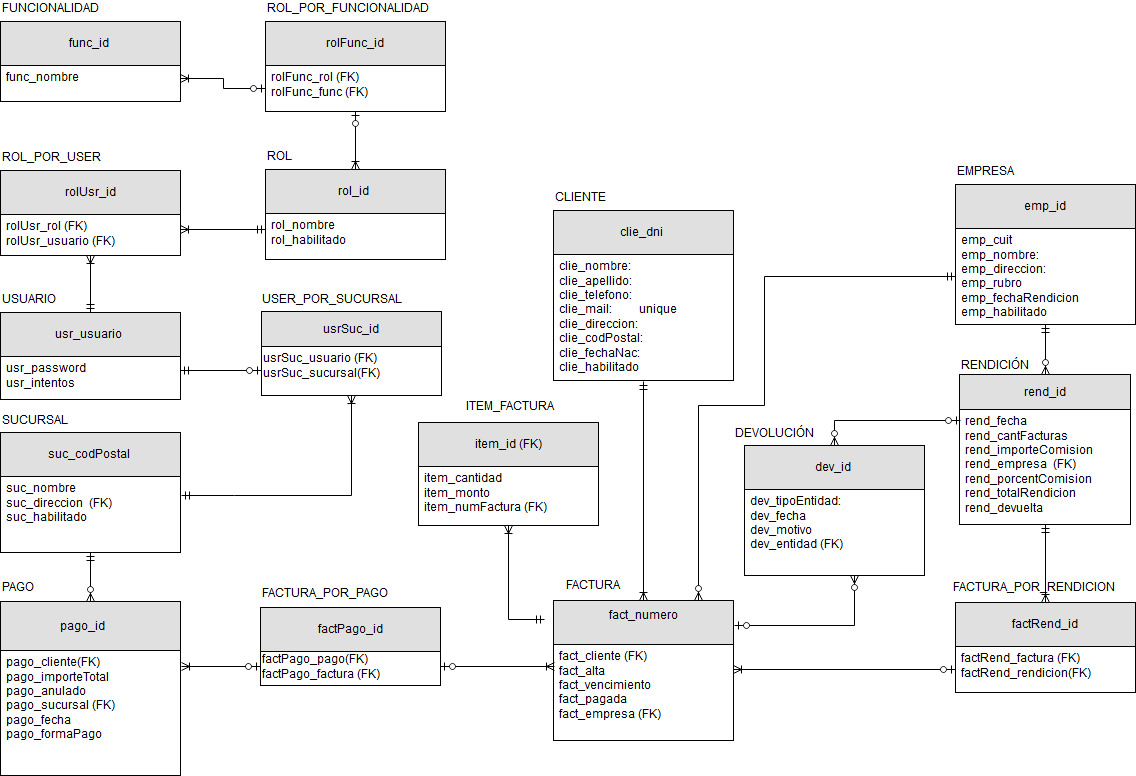 FUNCIONALIDAD
func_id
func_nombre
ROL_POR_FUNCIONALIDAD
rolFunc_id
rolFunc_rol (FK)
rolFunc_func (FK)
ROL_POR_USER
rolUsr_id
rolUsr_rol (FK)
rolUsr_usuario (FK)
ROL
rol_id
rol_nombre
rol_habilitado
USUARIO
usr_usuario
usr_password
usr_intentos
USER_POR_SUCURSAL
usrSuc_id
usrSuc_usuario (FK)
usrSuc_sucursal(FK)
SUCURSAL
suc_codPostal
suc_nombre
suc_direccion (FK)
suc_habilitado
PAGO
pago_id
pago_cliente(FK)
pago_importeTotal
pago_anulado
pago_sucursal (FK)
pago_fecha
pago_formaPago
FACTURA_POR_PAGO
factPago_id
factPago_pago(FK)
factPago_factura (FK)
ITEM_FACTURA
item_id (FK)
item_cantidad
item_monto
item_numFactura (FK)
CLIENTE
clie_dni
clie_nombre:
clie_apellido:
clie_telefono:
clie_mail: unique
clie_direccion:
clie_codPostal:
clie_fechaNac:
clie_habilitado
FACTURA
fact_numero
fact_cliente (FK)
fact_alta
fact_vencimiento
fact_pagada
fact_empresa (FK)
DEVOLUCIÓN
dev_id
dev_tipoEntidad:
dev_fecha
dev_motivo
dev_entidad (FK)
EMPRESA
emp_id
emp_cuit
emp_nombre:
emp_direccion:
emp_rubro
emp_fechaRendicion
emp_habilitado
RENDICIÓN
rend_id
rend_fecha
rend_cantFacturas
rend_importeComision
rend_empresa (FK)
rend_porcentComision
rend_totalRendicion
rend_devuelta
FACTURA_POR_RENDICION
factRend_id
factRend_factura (FK)
factRend_rendicion(FK)